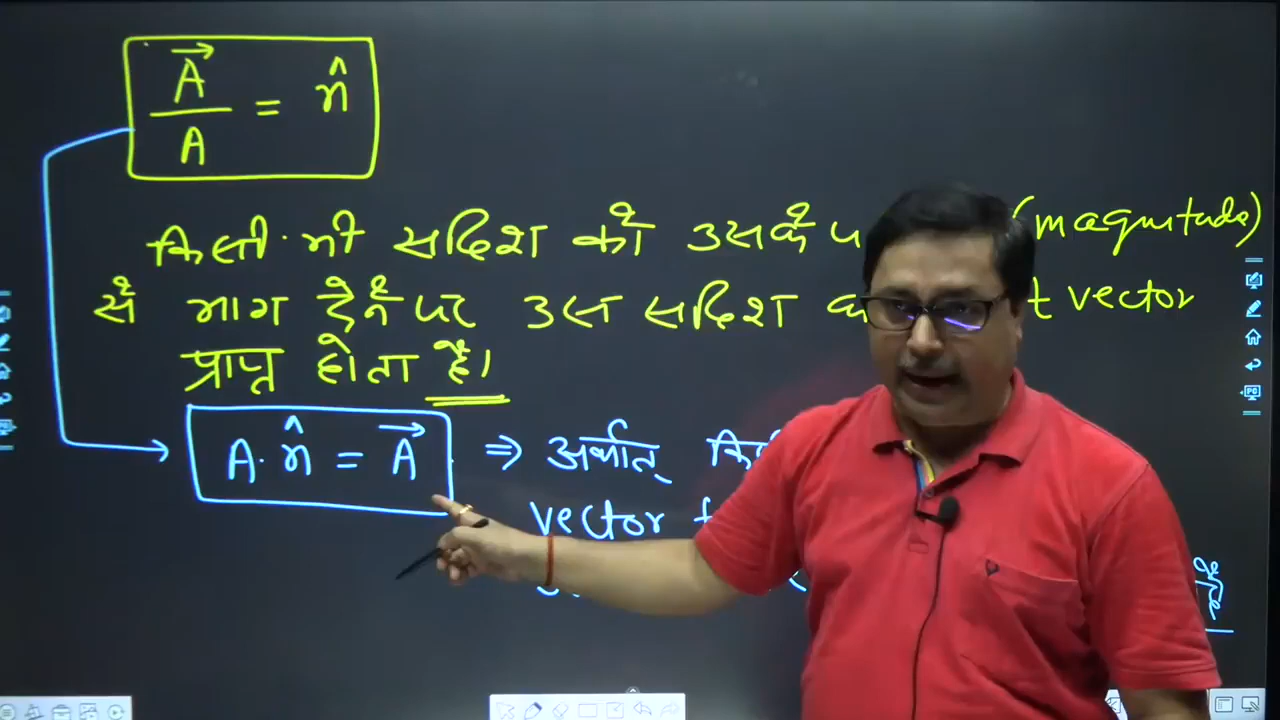 A⃗ / A = n̂
किसी भी सदिश को उसके (magnitude)
से भाग देने पर उस सदिश vector
प्राप्त होता है।
A . n̂ = A⃗ ⇒ अर्थात्
vector